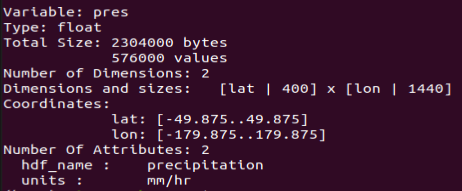 Variable: pres
Type: float
Total Size: 2304000 bytes
            576000 values
Number of Dimensions: 2
Dimensions and sizes:   [lat | 400] x [lon | 1440]
Coordinates:
            lat: [-49.875..49.875]
            lon: [-179.875..179.875]
Number Of Attributes: 2
  hdf_name :    precipitation
  units :       mm/hr